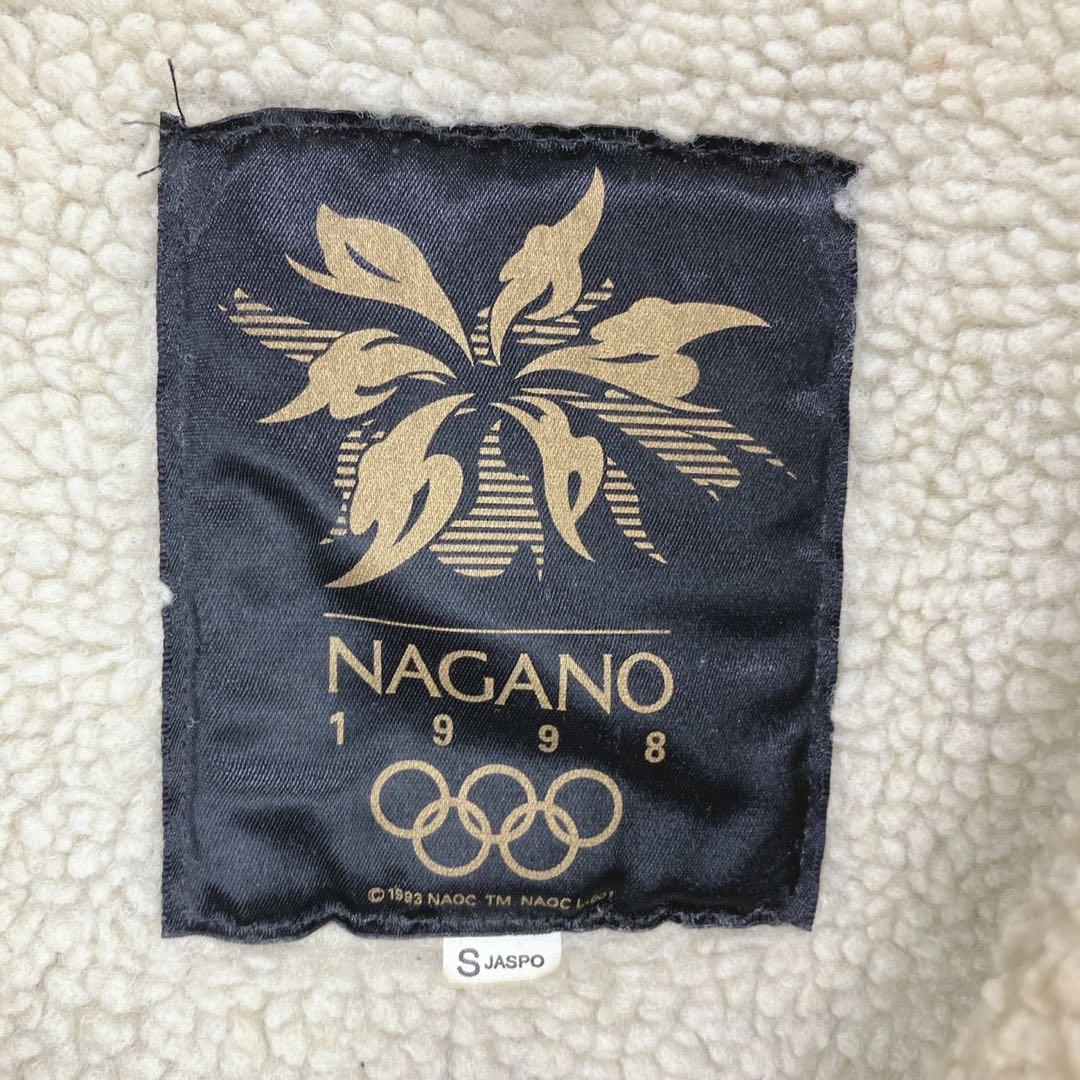 NAGANO
1 9 9 8
©1993 NAOC TM NAOC
S JASPO